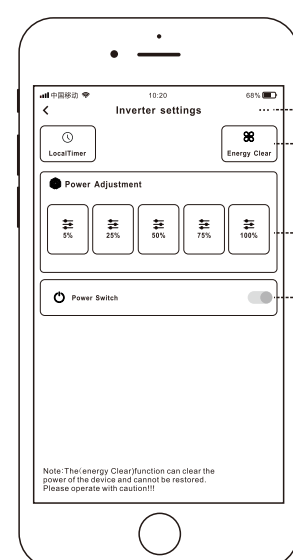 中国移动 10:20 68%
Inverter settings
LocalTimer Energy Clear
Power Adjustment
5% 25% 50% 75% 100%
Power Switch
Note:The(energy Clear)function can clear the
power of the device and cannot be restored.
Please operate with caution!!!